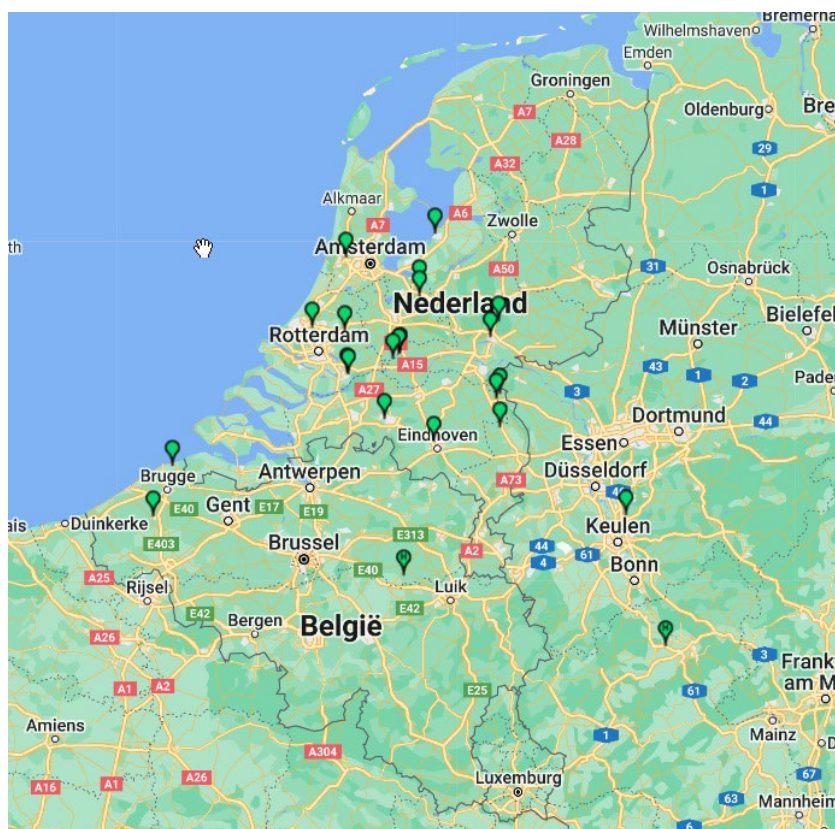 Bremerha
Wilhelmshaven
Emden
Groningen
Oldenburg
Bre
A7
A28
A32
29
1
Alkmaar
A7
A6
Zwolle
th
Amsterdam
A50
31
Osnabrück
Nederland
Bielefel
Rotterdam
Münster
A15
43
A27
3
1
2
Pader
Dortmund
44
Eindhoven
Essen
Antwerpen
Düsseldorf
A73
Brugge
E40
Gent
E17
E19
ais
Duinkerke
E403
Keulen
E313
Brussel
A2
44
61
4
E40
Bonn
A25
Rijsel
Luik
E42
E42
Bergen
België
A26
3
Frank
am M
E25
61
A1
A2
Amiens
1
Mainz
A304
D
A16
A1
A26
67
Luxemburg
63
Mannheim
6